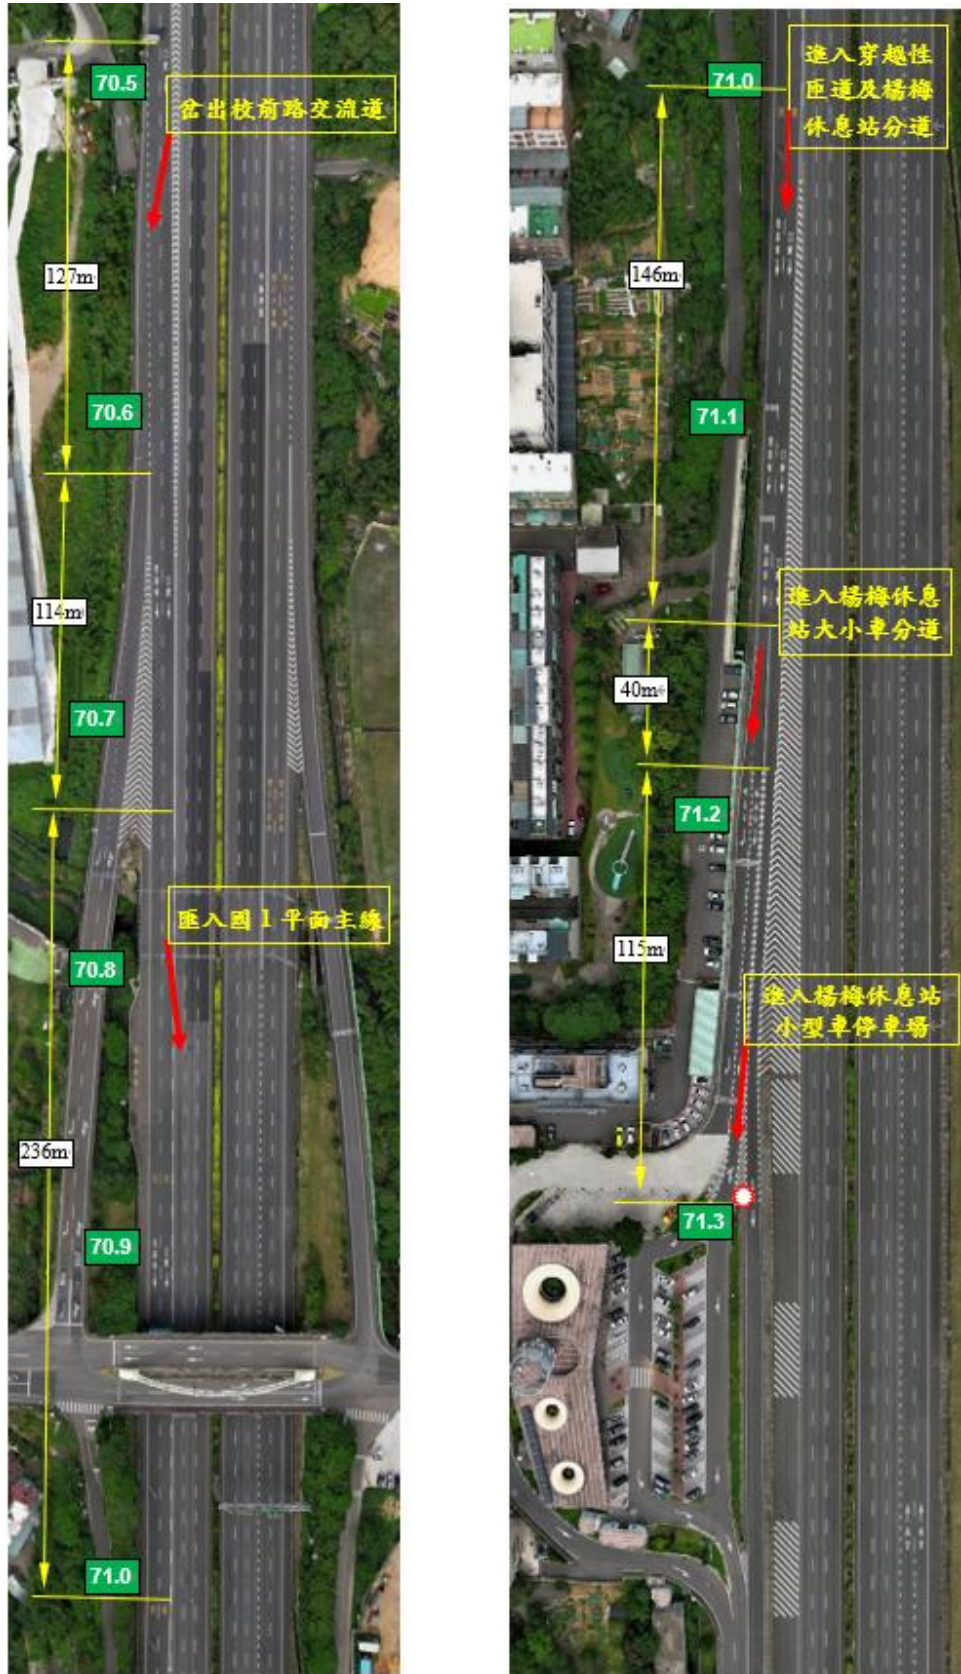 70.5
岔出校前路交流道
127m
70.6
114m
70.7
匯入國1平面主線
70.8
236m
70.9
71.0
71.0
進入穿越性
匝道及楊梅
休息站分道
146m
71.1
進入楊梅休息
站大小車分道
40m
71.2
115m
進入楊梅休息站
小型車停車場
71.3